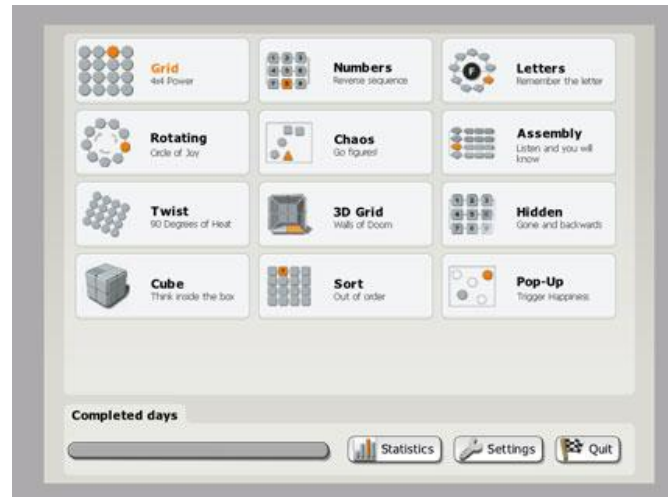 Grid
4x4 Power
Numbers
Reverse sequence
Letters
Remember the letter
Rotating
Circle of Joy
Chaos
Go figures!
Assembly
Listen and you will
know
Twist
90 Degrees of Heat
3D Grid
Walls of Doom
Hidden
Gone and backwards
Cube
Think inside the box
Sort
Out of order
Pop-Up
Trigger Happiness
Completed days
Statistics
Settings
Quit